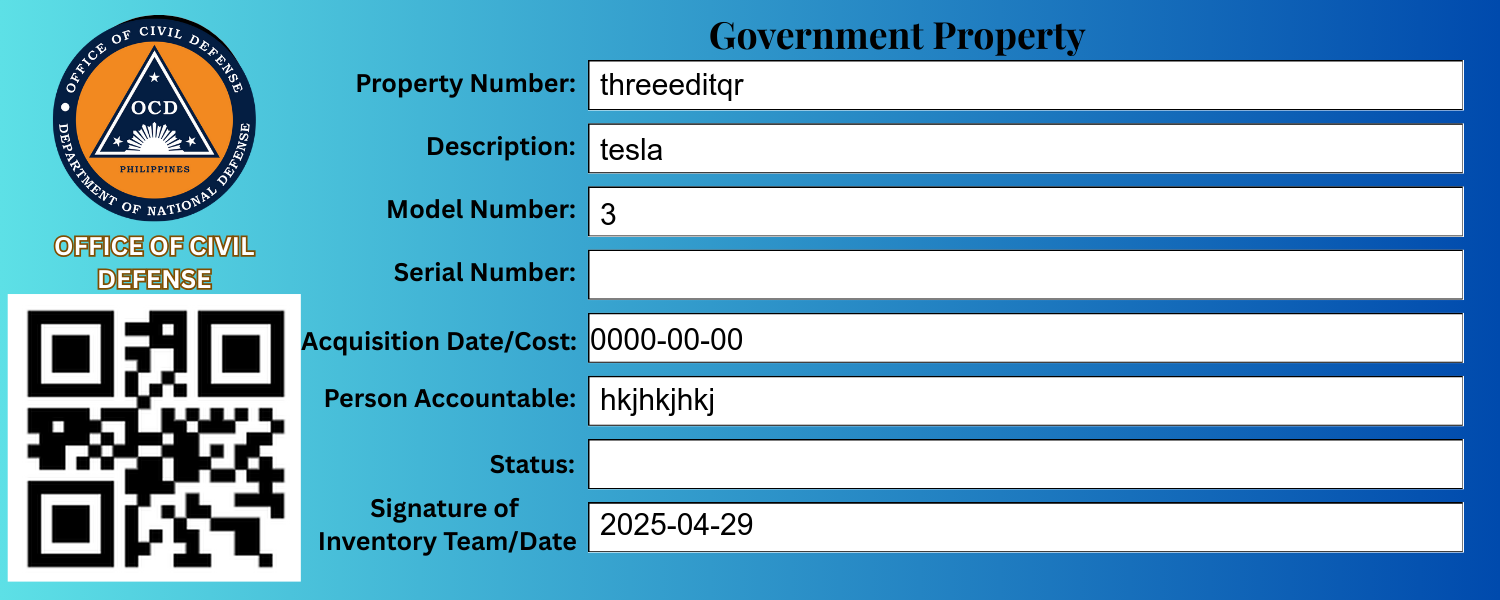 OFFICE OF CIVIL DEFENSE
OCD
PHILIPPINES
DEPARTMENT OF NATIONAL DEFENSE
OFFICE OF CIVIL
DEFENSE
Government Property
Property Number: threeeditqr
Description: tesla
Model Number: 3
Serial Number:
Acquisition Date/Cost: 0000-00-00
Person Accountable: hkjhkjhkj
Status:
Signature of
Inventory Team/Date 2025-04-29